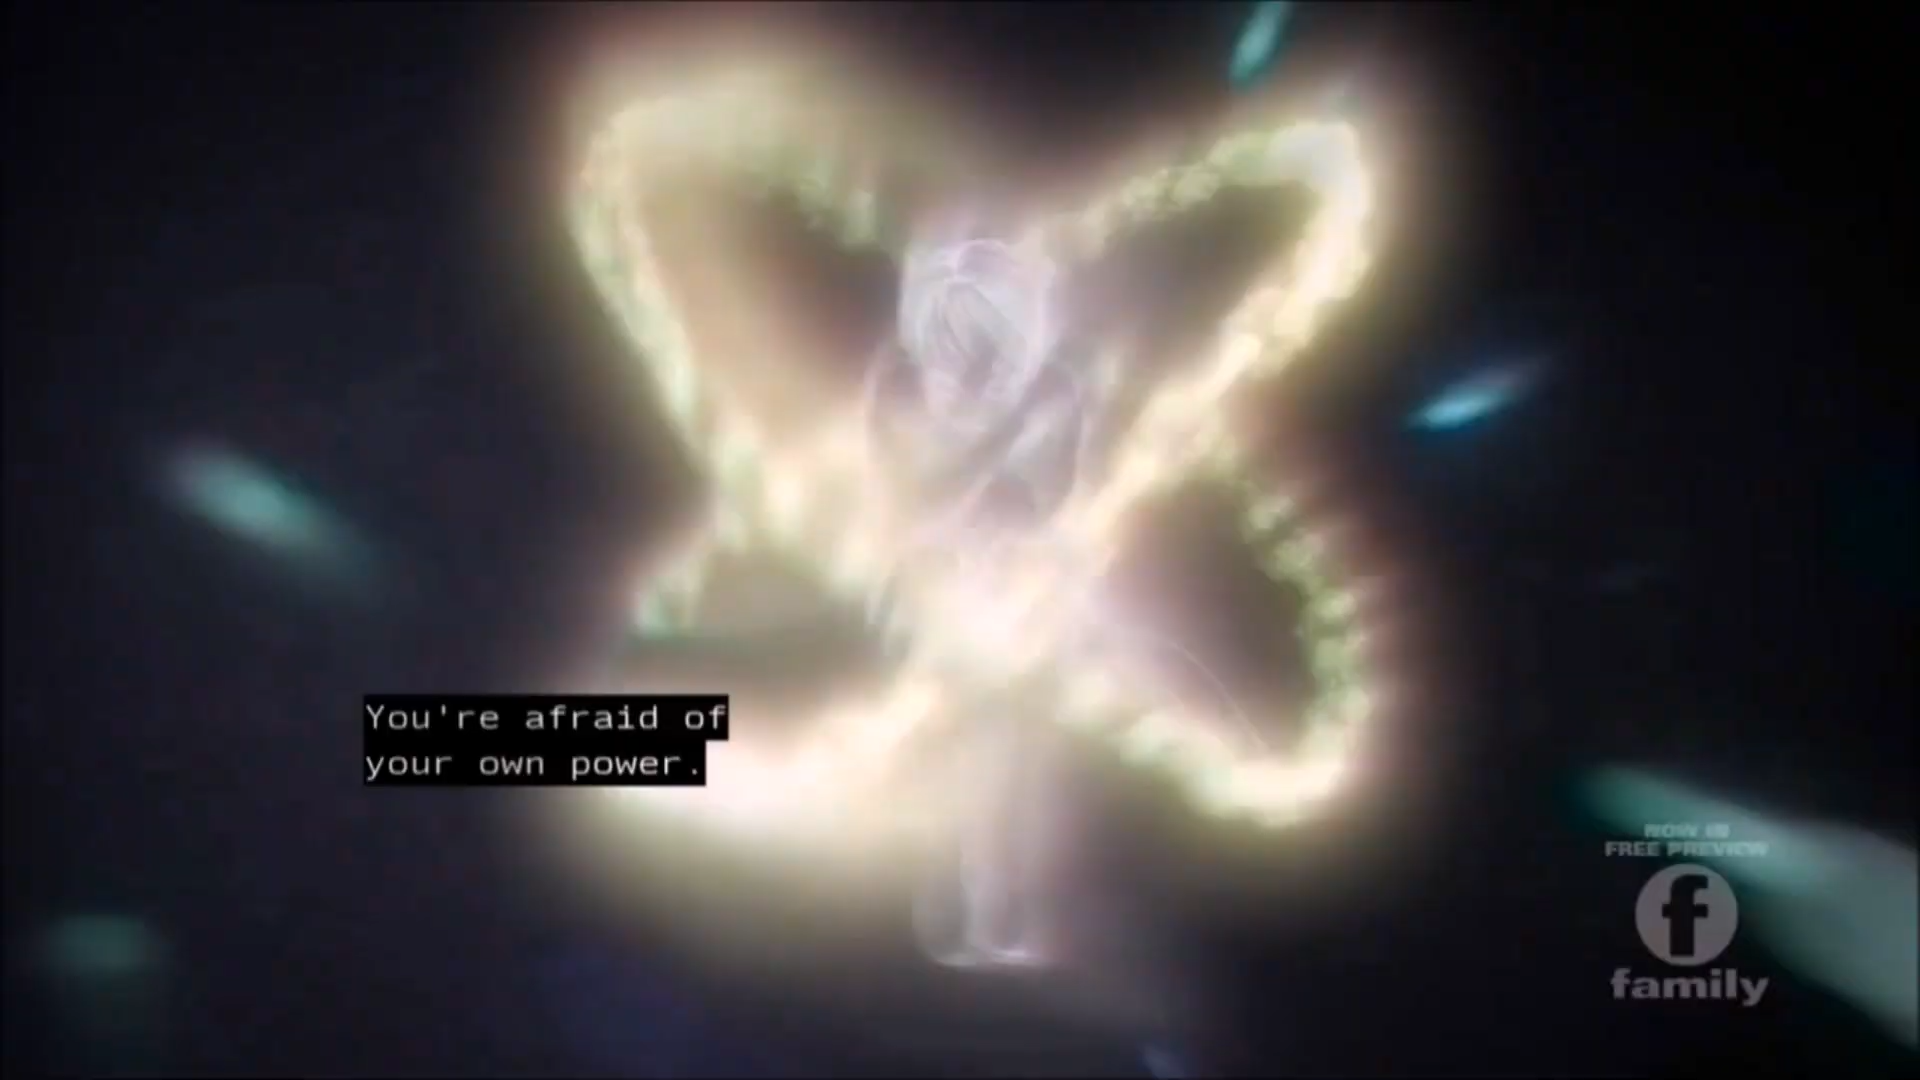 You're afraid of
your own power.
NOW IN
FREE PREVIEW
f
family